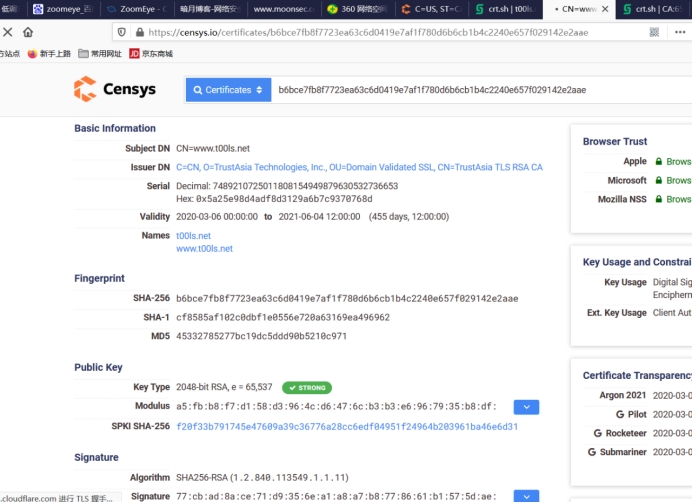 低调
zoomeye_百
ZoomEye - C
暗月博客-网络安全
www.moonsec.c
360 网络空间
C=US, ST=Ca
crt.sh | t00ls.
CN=www
crt.sh | CA:65
https://censys.io/certificates/b6bce7fb8f7723ea63c6d0419e7af1f780d6b6cb1b4c2240e657f029142e2aae
方站点
新手上路
常用网址
JD 京东商城
Censys
Certificates
b6bce7fb8f7723ea63c6d0419e7af1f780d6b6cb1b4c2240e657f029142e2aae
Basic Information
Subject DN CN=www.t00ls.net
Issuer DN C=CN, O=TrustAsia Technologies, Inc., OU=Domain Validated SSL, CN=TrustAsia TLS RSA CA
Serial Decimal: 7489210725011808154949879630532736653
Hex: 0x5a25e98d4adf8d3129a6b7c9370768d
Validity 2020-03-06 00:00:00 to 2021-06-04 12:00:00 (455 days, 12:00:00)
Names t00ls.net
www.t00ls.net
Fingerprint
SHA-256 b6bce7fb8f7723ea63c6d0419e7af1f780d6b6cb1b4c2240e657f029142e2aae
SHA-1 cf8585af102c0dbf1e0556e720a63169ea496962
MD5 45332785277bc19dc5ddd90b5210c971
Public Key
Key Type 2048-bit RSA, e = 65,537 STRONG
Modulus a5:fb:b8:f7:d1:58:d3:96:4c:d6:47:6c:b3:b3:e6:96:79:35:b8:df:
SPKI SHA-256 f20f33b791745e47609a39c36776a28cc6edf04951f24964b203961ba46e6d31
Signature
Algorithm SHA256-RSA (1.2.840.113549.1.1.11)
Signature 77:cb:ad:8a:ce:71:d9:35:6e:a1:a8:a7:b8:77:86:61:b1:57:5d:ae:
Browser Trust
Apple Brows
Microsoft Brows
Mozilla NSS Brows
Key Usage and Constrai
Key Usage Digital Sig
Encipherm
Ext. Key Usage Client Aut
Certificate Transparency
Argon 2021 2020-03-0
Pilot 2020-03-0
Rocketeer 2020-03-0
Submariner 2020-03-0
.cloudflare.com 进行 TLS 握手...